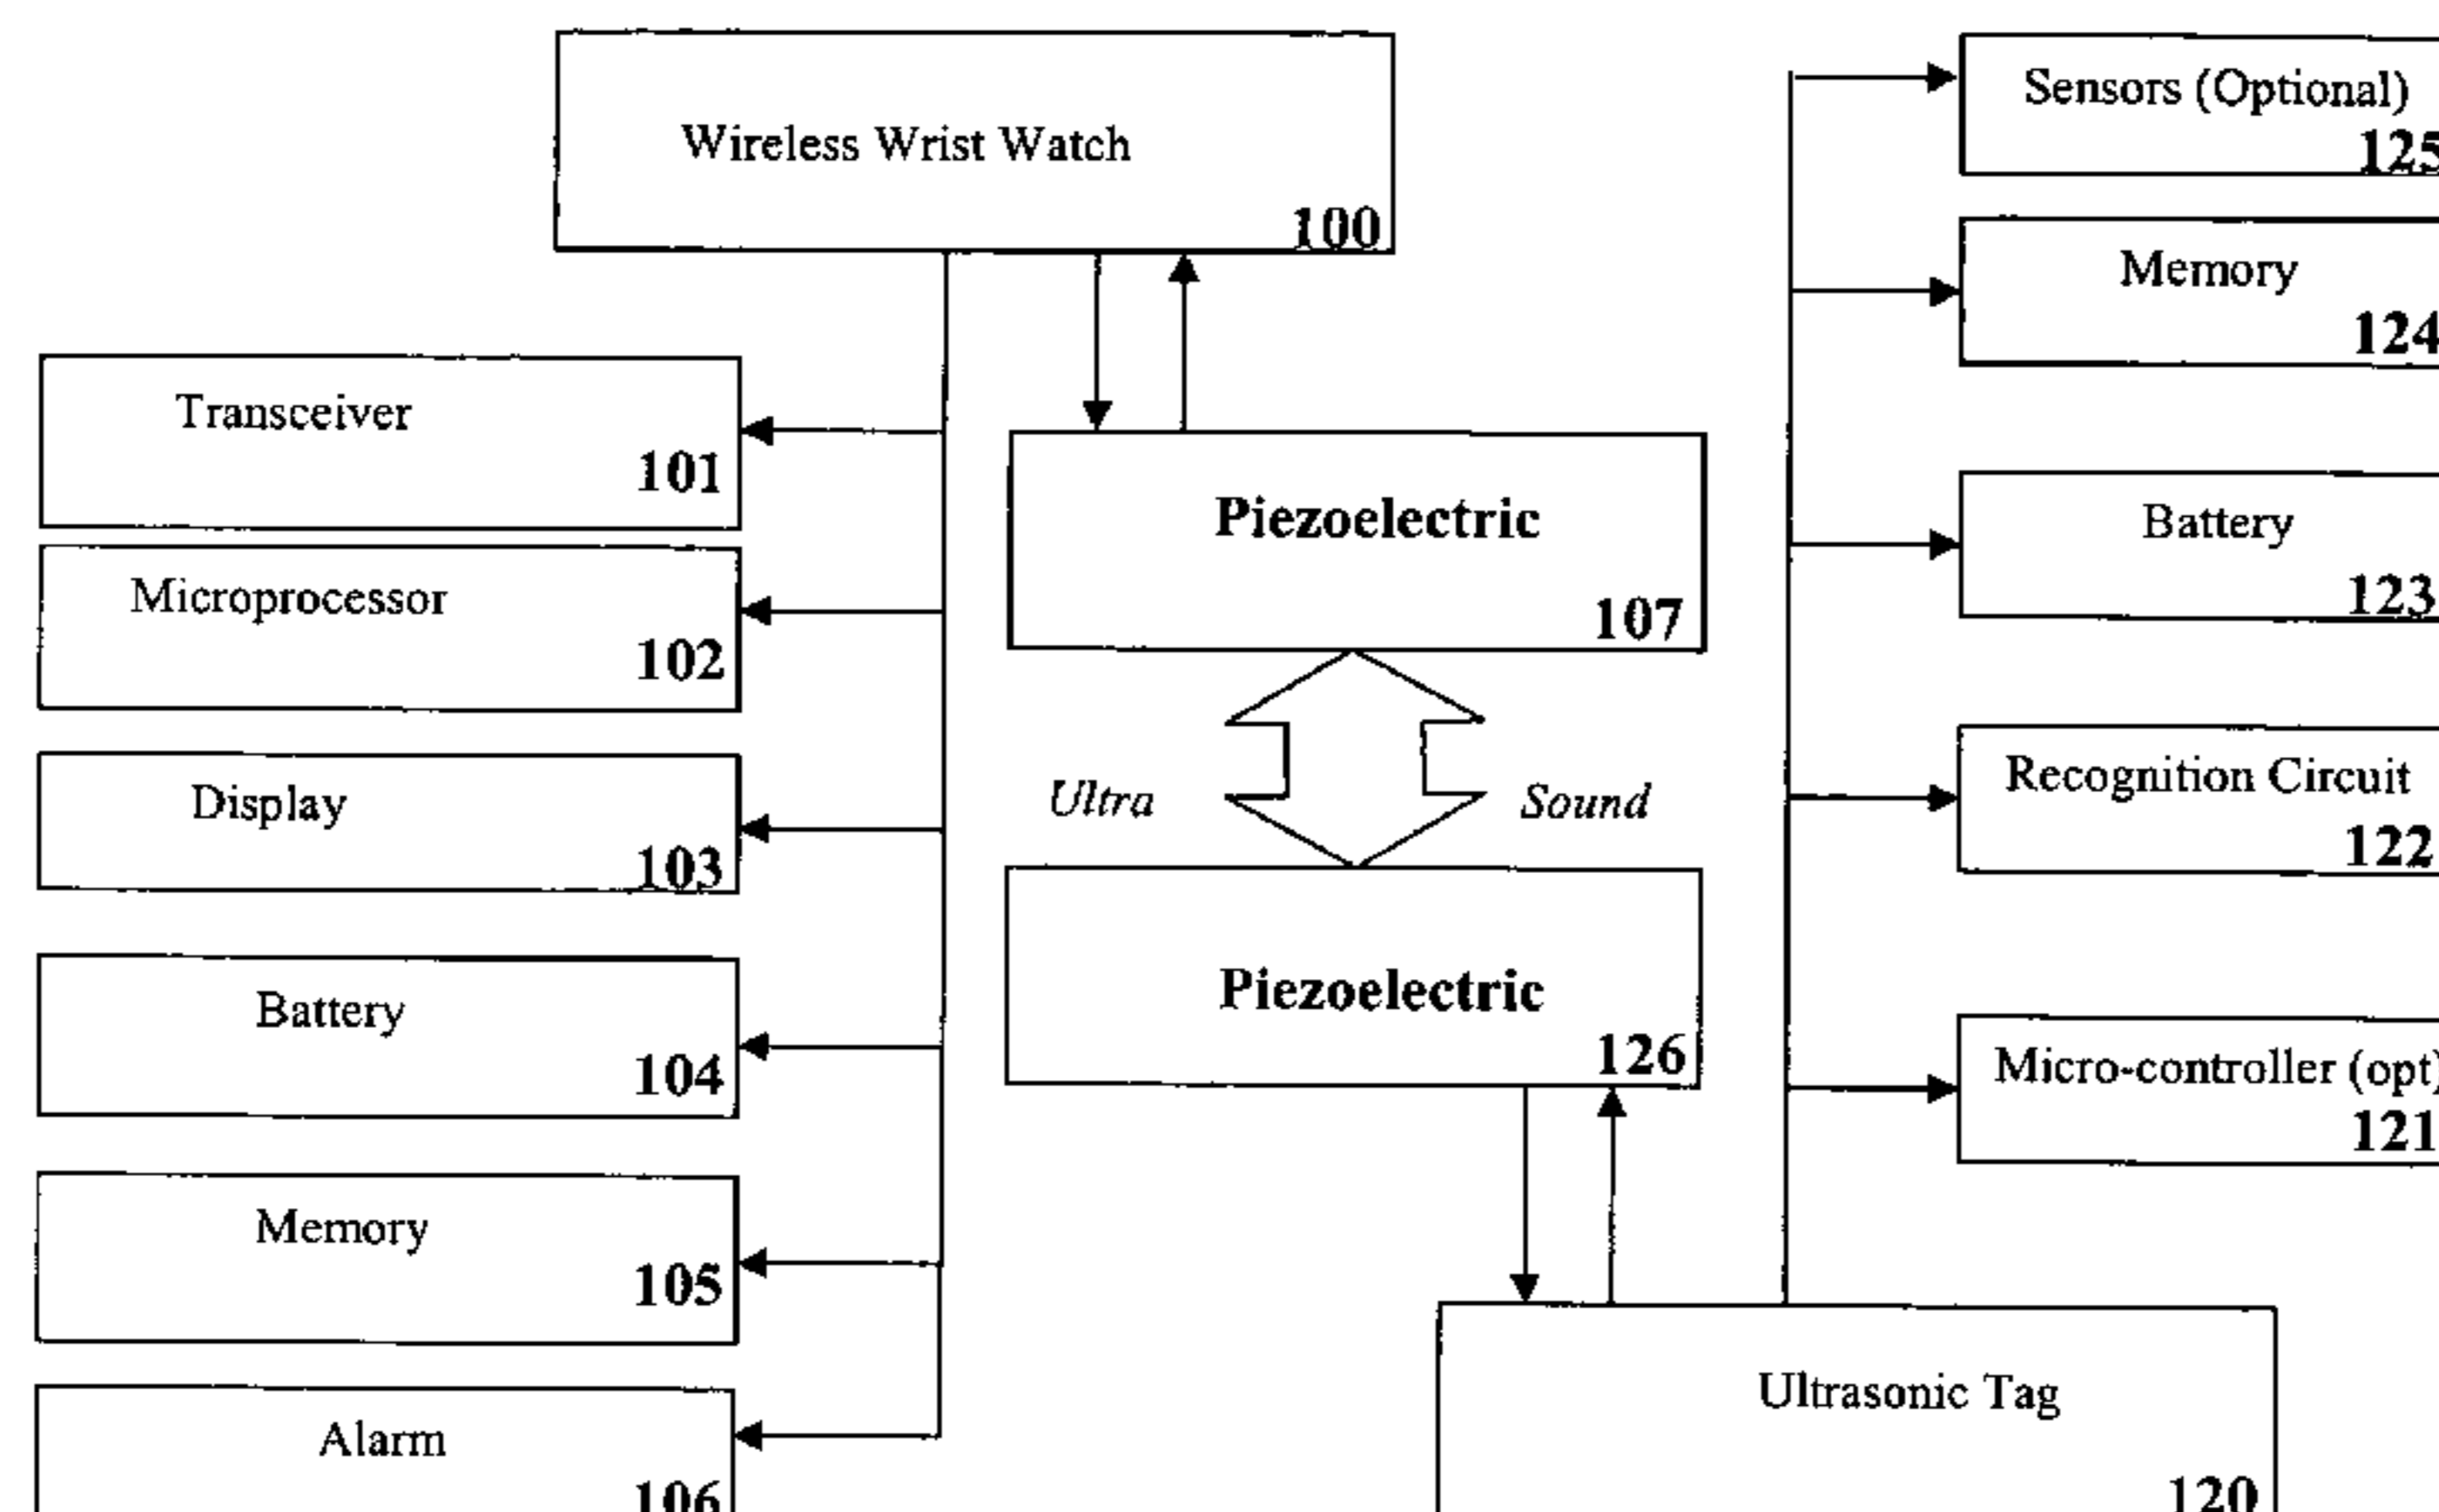 Wireless Wrist Watch
100
Transceiver
101
Microprocessor
102
Display
103
Battery
104
Memory
105
Alarm
106
Piezoelectric
107
Ultra Sound
Piezoelectric
126
Sensors (Optional)
125
Memory
124
Battery
123
Recognition Circuit
122
Micro-controller (opt)
121
Ultrasonic Tag
120